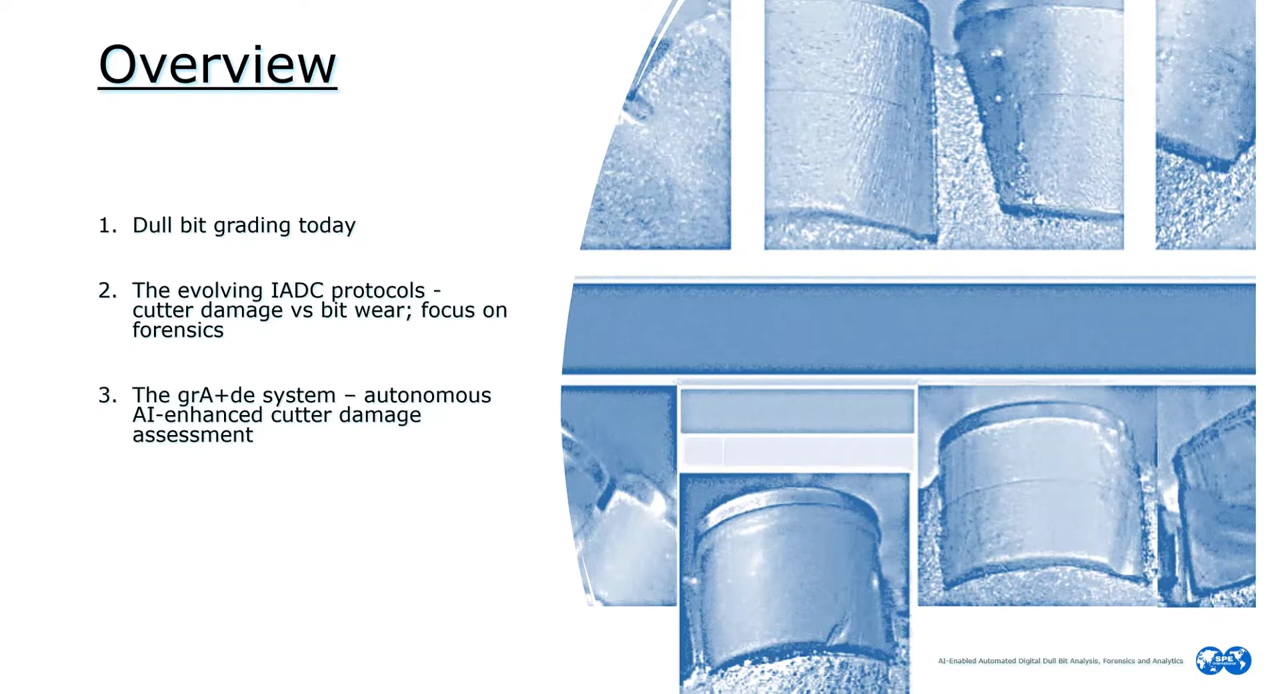 Overview
1. Dull bit grading today
2. The evolving IADC protocols -
cutter damage vs bit wear; focus on
forensics
3. The grA+de system – autonomous
AI-enhanced cutter damage
assessment
AI-Enabled Automated Digital Dull Bit Analysis, Forensics and Analytics
SPE
International